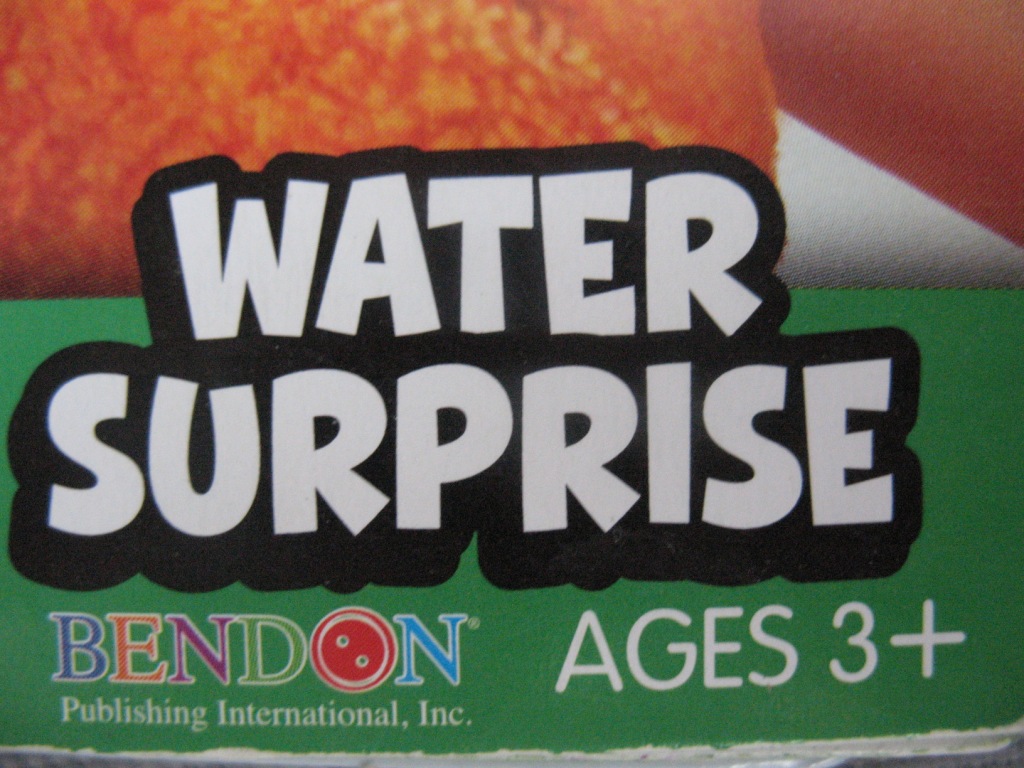 WATER
SURPRISE
BENDON®
Publishing International, Inc.
AGES 3+